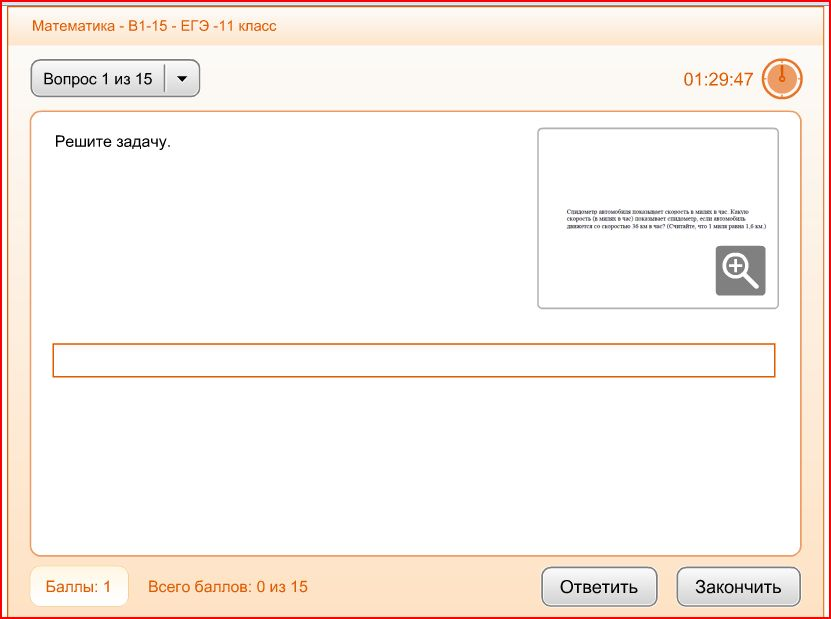 Математика - В1-15 - ЕГЭ -11 класс
Вопрос 1 из 15
01:29:47
Решите задачу.
Спидометр автомобиля показывает скорость в милях в час. Какую
скорость (в милях в час) показывает спидометр, если автомобиль
движется со скоростью 36 км в час? (Считайте, что 1 миля равна 1,6 км.)
Баллы: 1
Всего баллов: 0 из 15
Ответить
Закончить